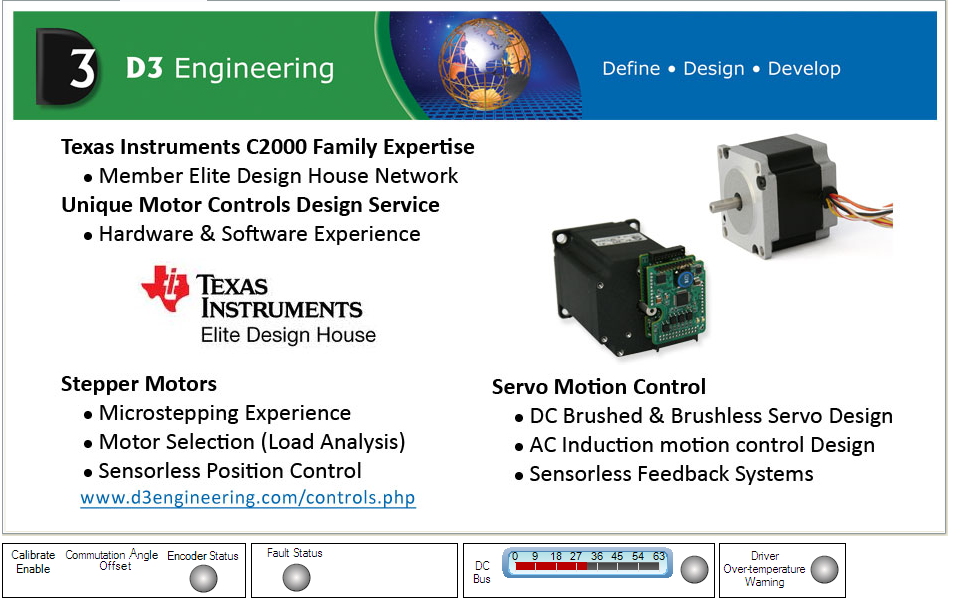 3 D3 Engineering
Define • Design • Develop
Texas Instruments C2000 Family Expertise
• Member Elite Design House Network
Unique Motor Controls Design Service
• Hardware & Software Experience
TEXAS
INSTRUMENTS
Elite Design House
Stepper Motors
• Microstepping Experience
• Motor Selection (Load Analysis)
• Sensorless Position Control
www.d3engineering.com/controls.php
Servo Motion Control
• DC Brushed & Brushless Servo Design
• AC Induction motion control Design
• Sensorless Feedback Systems
Calibrate
Enable
Commutation Angle
Offset
Encoder Status
Fault Status
DC
Bus
0 9 18 27 36 45 54 63
Driver
Over-temperature
Warning